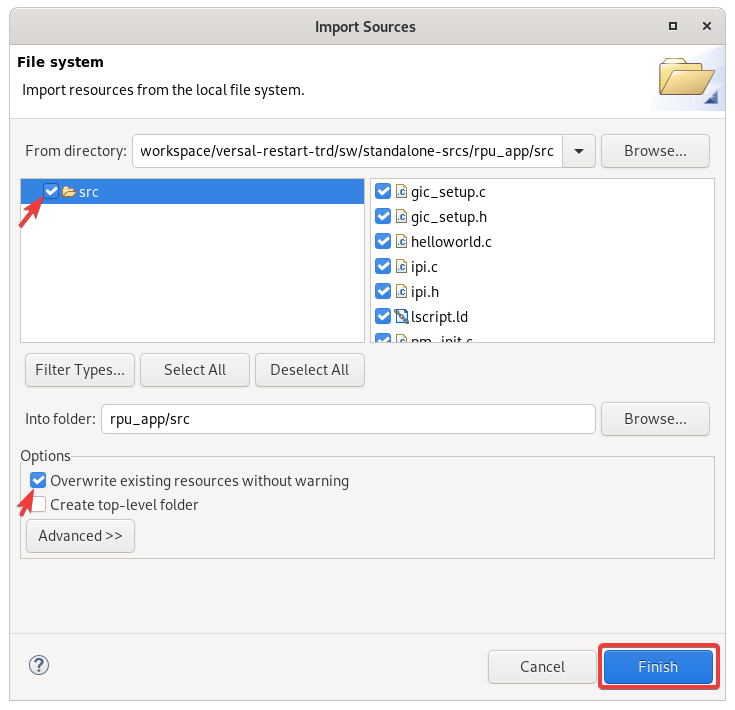 Import Sources
File system
Import resources from the local file system.
From directory: workspace/versal-restart-trd/sw/standalone-srcs/rpu_app/src Browse...
src
gic_setup.c
gic_setup.h
helloworld.c
ipi.c
ipi.h
lscript.ld
pm_init.c
Filter Types... Select All Deselect All
Into folder: rpu_app/src Browse...
Options
Overwrite existing resources without warning
Create top-level folder
Advanced >>
Cancel Finish